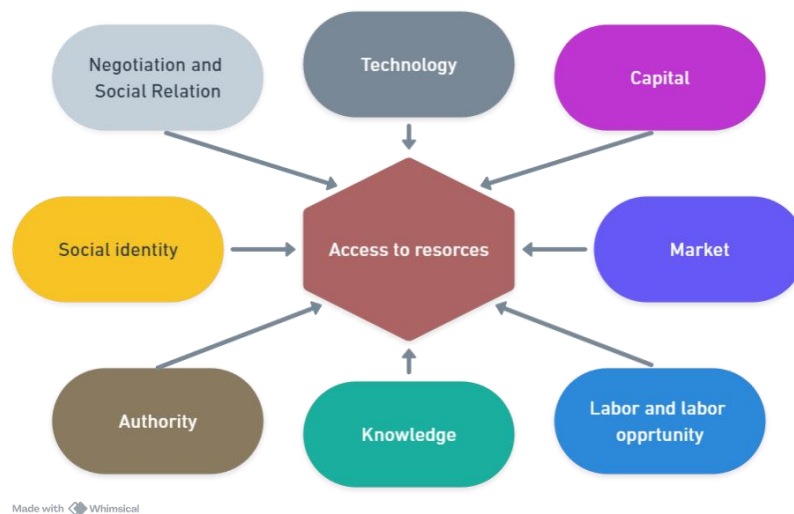 Negotiation and
Social Relation
Technology
Capital
Social identity
Access to resorces
Market
Authority
Knowledge
Labor and labor
opprtunity
Made with Whimsical